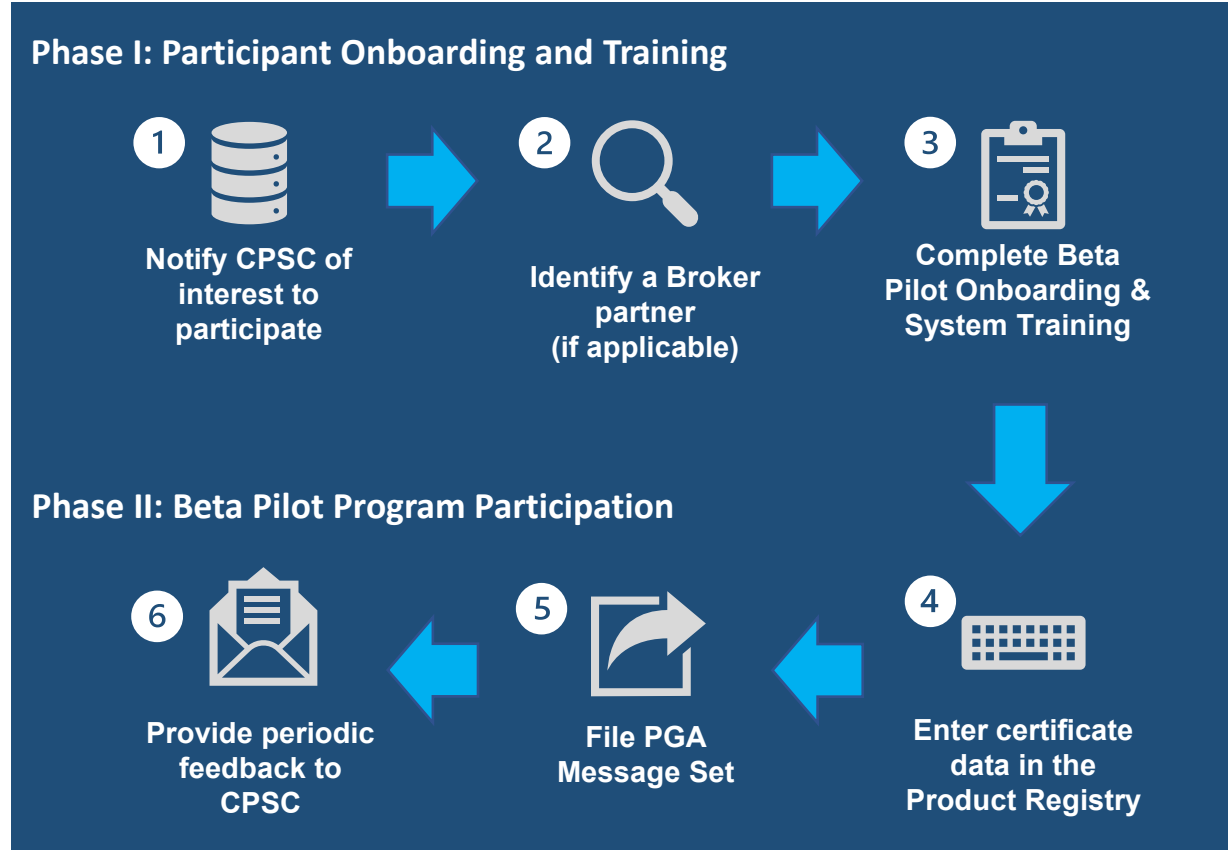 Phase I: Participant Onboarding and Training
1
Notify CPSC of
interest to
participate
2
Identify a Broker
partner
(if applicable)
3
Complete Beta
Pilot Onboarding &
System Training
Phase II: Beta Pilot Program Participation
4
Enter certificate
data in the
Product Registry
5
File PGA
Message Set
6
Provide periodic
feedback to
CPSC